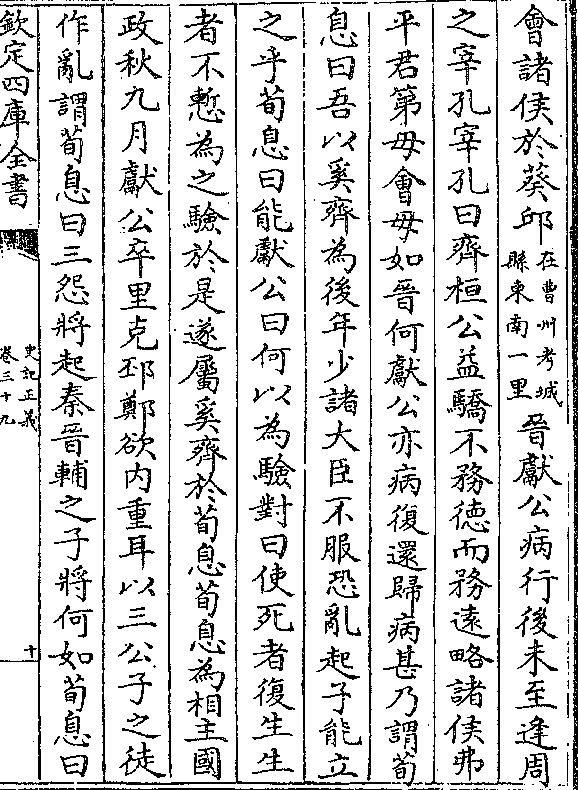 會諸侯於葵邱在曹州考城縣東南一里晉獻公病行後未至逢周
之宰孔宰孔曰齊桓公益驕不務徳而務逺略諸侯弗
平君第毋會毋如晉何獻公亦病復還歸病甚乃謂荀
息曰吾以奚齊為後年少諸大臣不服恐亂起子能立
之乎荀息曰能獻公曰何以為驗對曰使死者復生生
者不慙為之驗於是遂屬奚齊於荀息荀息為相主國
政秋九月獻公卒里克邳鄭欲内重耳以三公子之徒
作亂謂荀息曰三怨將起秦晉輔之子將何如荀息曰
欽定四庫全書
史記正義
卷三十九
十